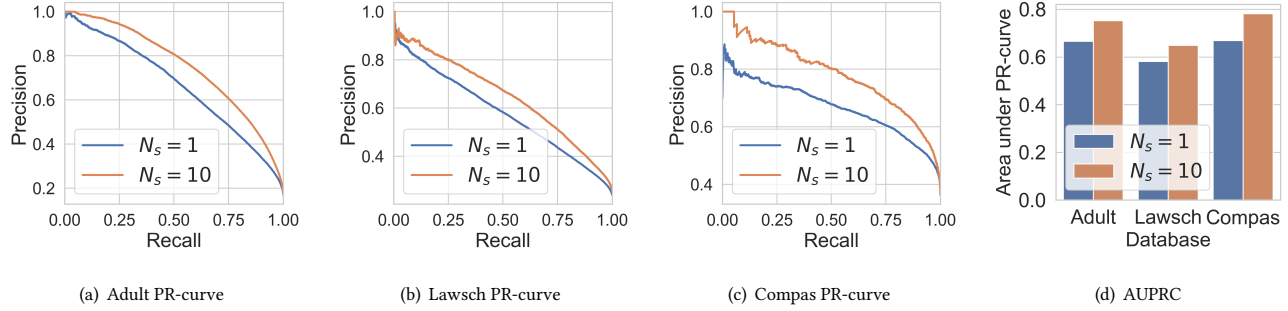 1.0
0.8
0.6
0.4
0.2
Precision
N_s = 1
N_s = 10
0.00 0.25 0.50 0.75 1.00
Recall
(a) Adult PR-curve
1.0
0.8
0.6
0.4
Precision
N_s = 1
N_s = 10
0.00 0.25 0.50 0.75 1.00
Recall
(b) Lawsch PR-curve
1.0
0.8
0.6
0.4
Precision
N_s = 1
N_s = 10
0.00 0.25 0.50 0.75 1.00
Recall
(c) Compas PR-curve
0.8
0.6
0.4
0.2
0.0
Area under PR-curve
N_s = 1
N_s = 10
Adult Lawsch Compas
Database
(d) AUPRC